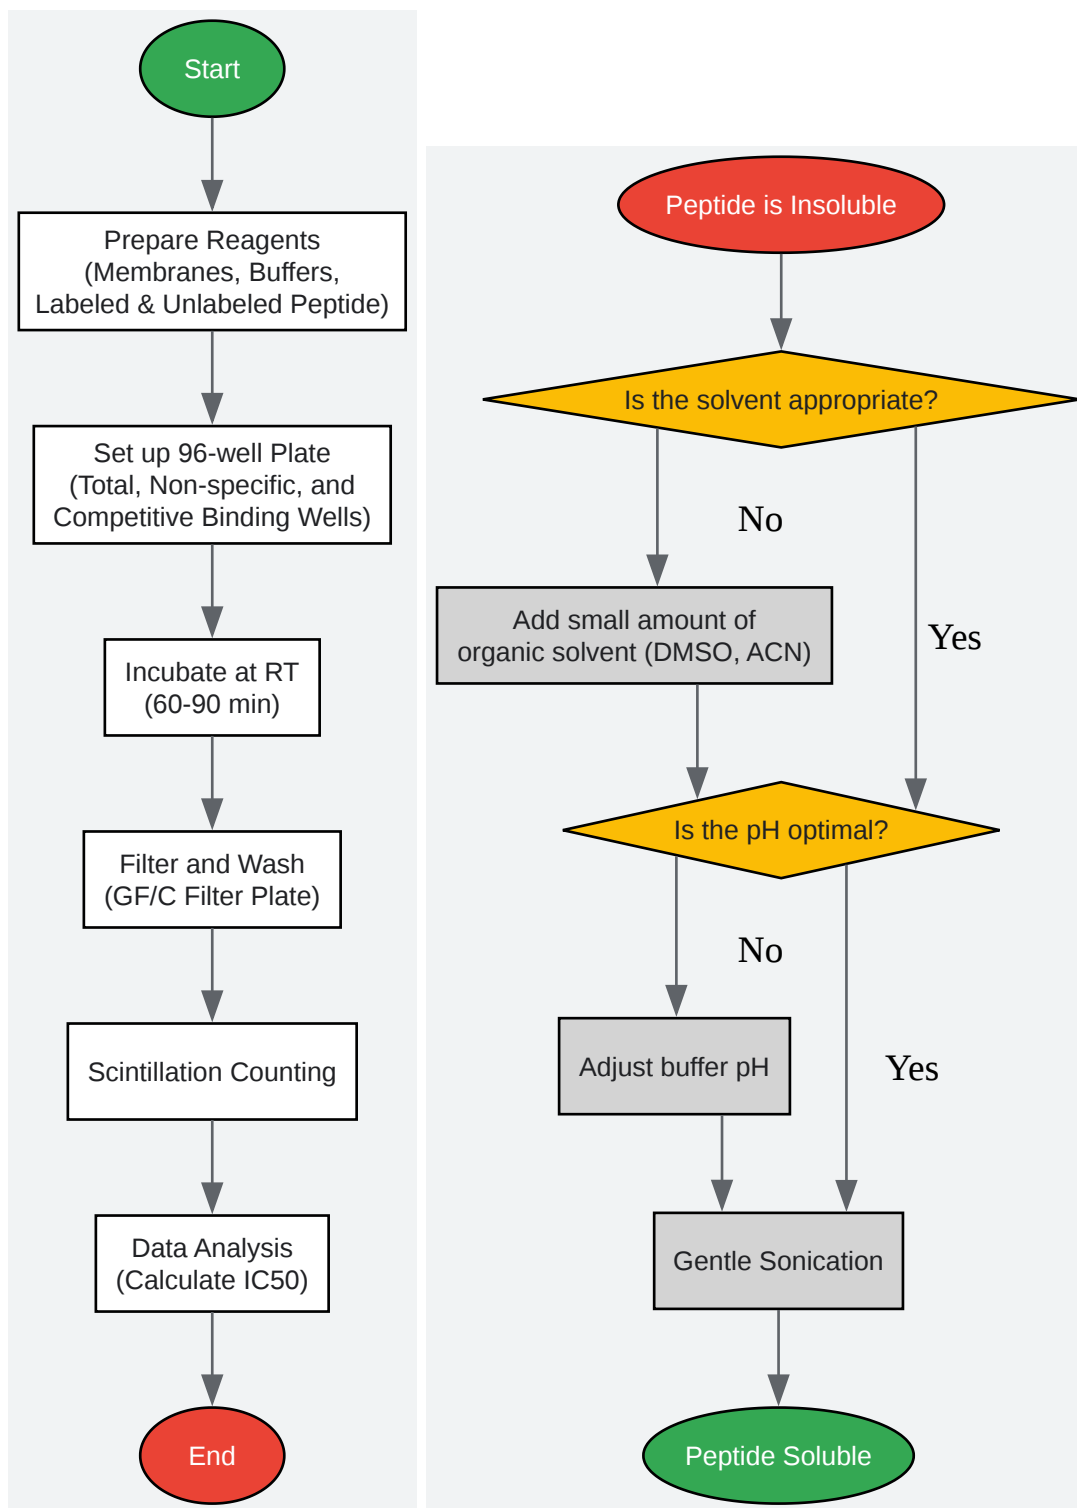 Start
Prepare Reagents
(Membranes, Buffers,
Labeled & Unlabeled Peptide)
Set up 96-well Plate
(Total, Non-specific, and
Competitive Binding Wells)
Incubate at RT
(60-90 min)
Filter and Wash
(GF/C Filter Plate)
Scintillation Counting
Data Analysis
(Calculate IC50)
End
Peptide is Insoluble
Is the solvent appropriate?
No
Add small amount of
organic solvent (DMSO, ACN)
Yes
Is the pH optimal?
No
Adjust buffer pH
Yes
Gentle Sonication
Peptide Soluble